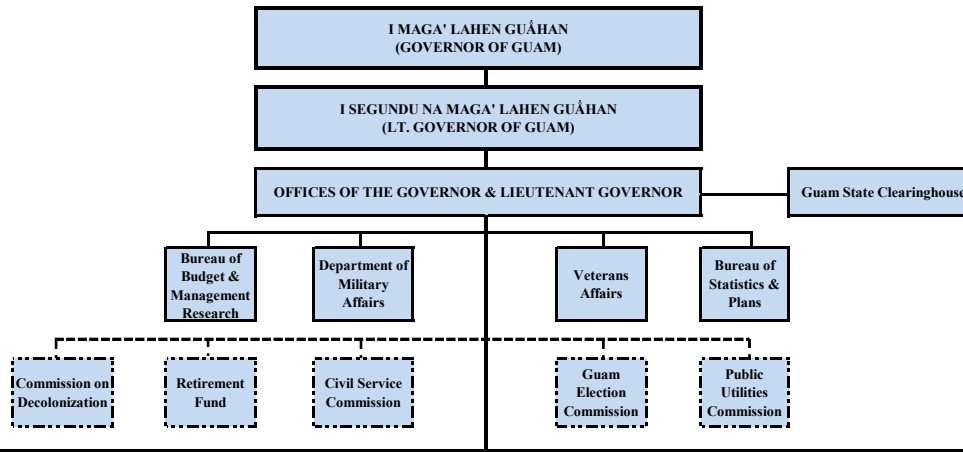 I MAGA' LAHEN GUÅHAN
(GOVERNOR OF GUAM)
I SEGUNDU NA MAGA' LAHEN GUÅHAN
(LT. GOVERNOR OF GUAM)
OFFICES OF THE GOVERNOR & LIEUTENANT GOVERNOR
Guam State Clearinghouse
Bureau of
Budget &
Management
Research
Department of
Military
Affairs
Veterans
Affairs
Bureau of
Statistics &
Plans
Commission on
Decolonization
Retirement
Fund
Civil Service
Commission
Guam
Election
Commission
Public
Utilities
Commission